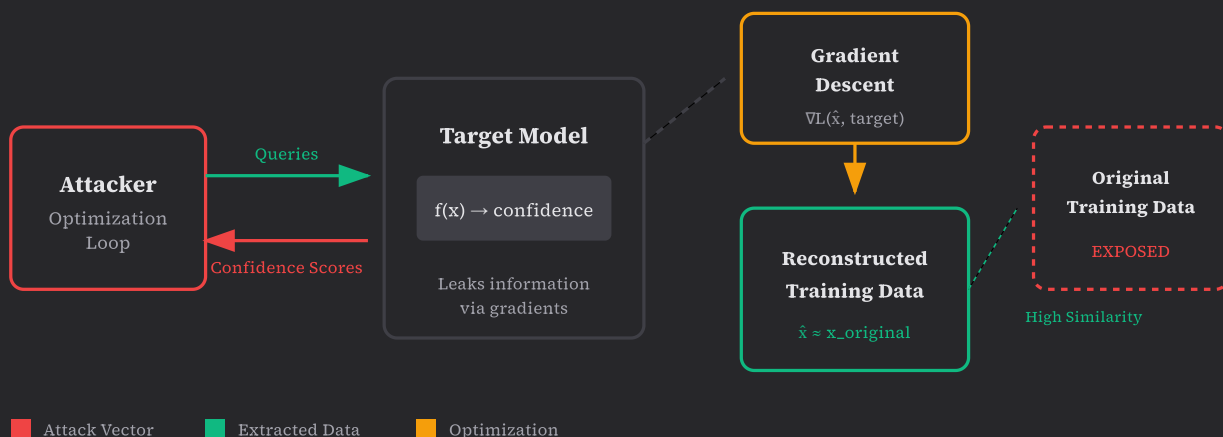 Attacker
Optimization
Loop
Queries
Confidence Scores
Target Model
f(x) → confidence
Leaks information
via gradients
Gradient
Descent
∇L(x̂, target)
Reconstructed
Training Data
x̂ ≈ x_original
Original
Training Data
EXPOSED
High Similarity
Attack Vector
Extracted Data
Optimization